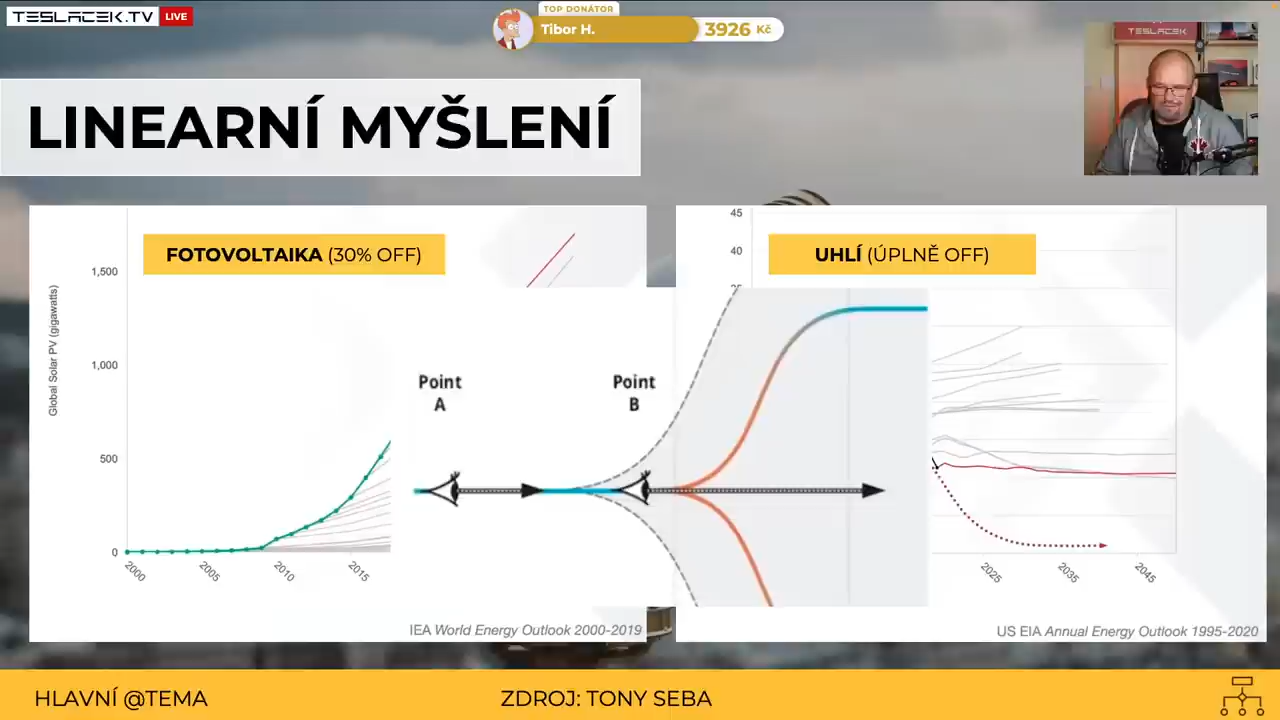 TESLACEK.TV LIVE
TOP DONÁTOR
Tibor H. 3926 Kč
TESLACEK
LINEARNÍ MYŠLENÍ
FOTOVOLTAIKA (30% OFF)
Global Solar PV (gigawatts)
1,500
1,000
500
0
2000 2005 2010 2015
IEA World Energy Outlook 2000-2019
Point A
Point B
UHLÍ (ÚPLNĚ OFF)
45
40
2025 2035 2045
US EIA Annual Energy Outlook 1995-2020
HLAVNÍ @TEMA
ZDROJ: TONY SEBA